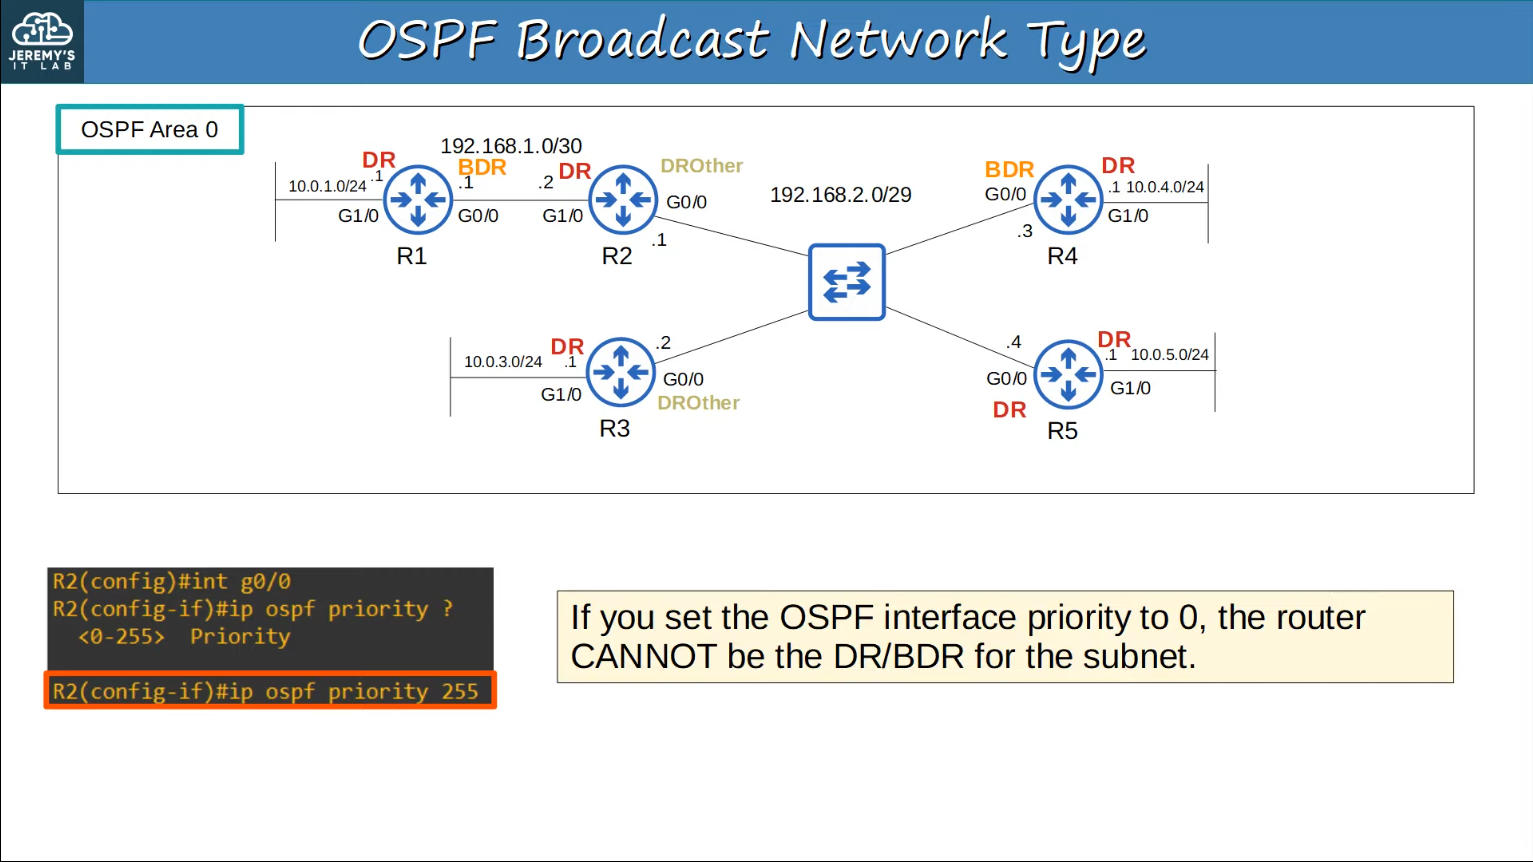 JEREMY'S
IT LAB
OSPF Broadcast Network Type
OSPF Area 0
192.168.1.0/30
DR
BDR
DR
DROther
10.0.1.0/24
.1
.1
.2
G1/0
G0/0
G1/0
G0/0
.1
R1
R2
192.168.2.0/29
BDR
DR
G0/0
.1
10.0.4.0/24
G1/0
.3
R4
DR
.2
10.0.3.0/24
.1
G1/0
G0/0
DROther
R3
.4
DR
.1
10.0.5.0/24
G0/0
G1/0
DR
R5
R2(config)#int g0/0
R2(config-if)#ip ospf priority ?
<0-255> Priority
R2(config-if)#ip ospf priority 255
If you set the OSPF interface priority to 0, the router
CANNOT be the DR/BDR for the subnet.